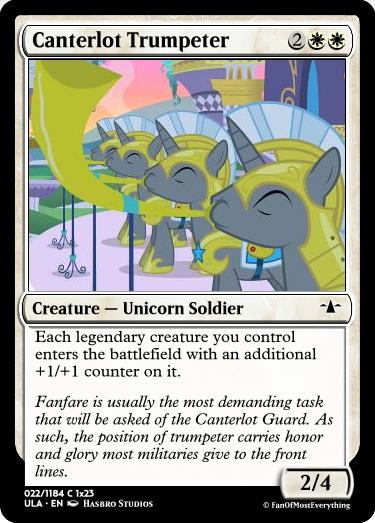 Canterlot Trumpeter 2
Creature — Unicorn Soldier
Each legendary creature you control
enters the battlefield with an additional
+1/+1 counter on it.
Fanfare is usually the most demanding task
that will be asked of the Canterlot Guard. As
such, the position of trumpeter carries honor
and glory most militaries give to the front
lines.
2/4
022/1184 C 1x23
ULA • EN Hasbro Studios
© FanOfMostEverything